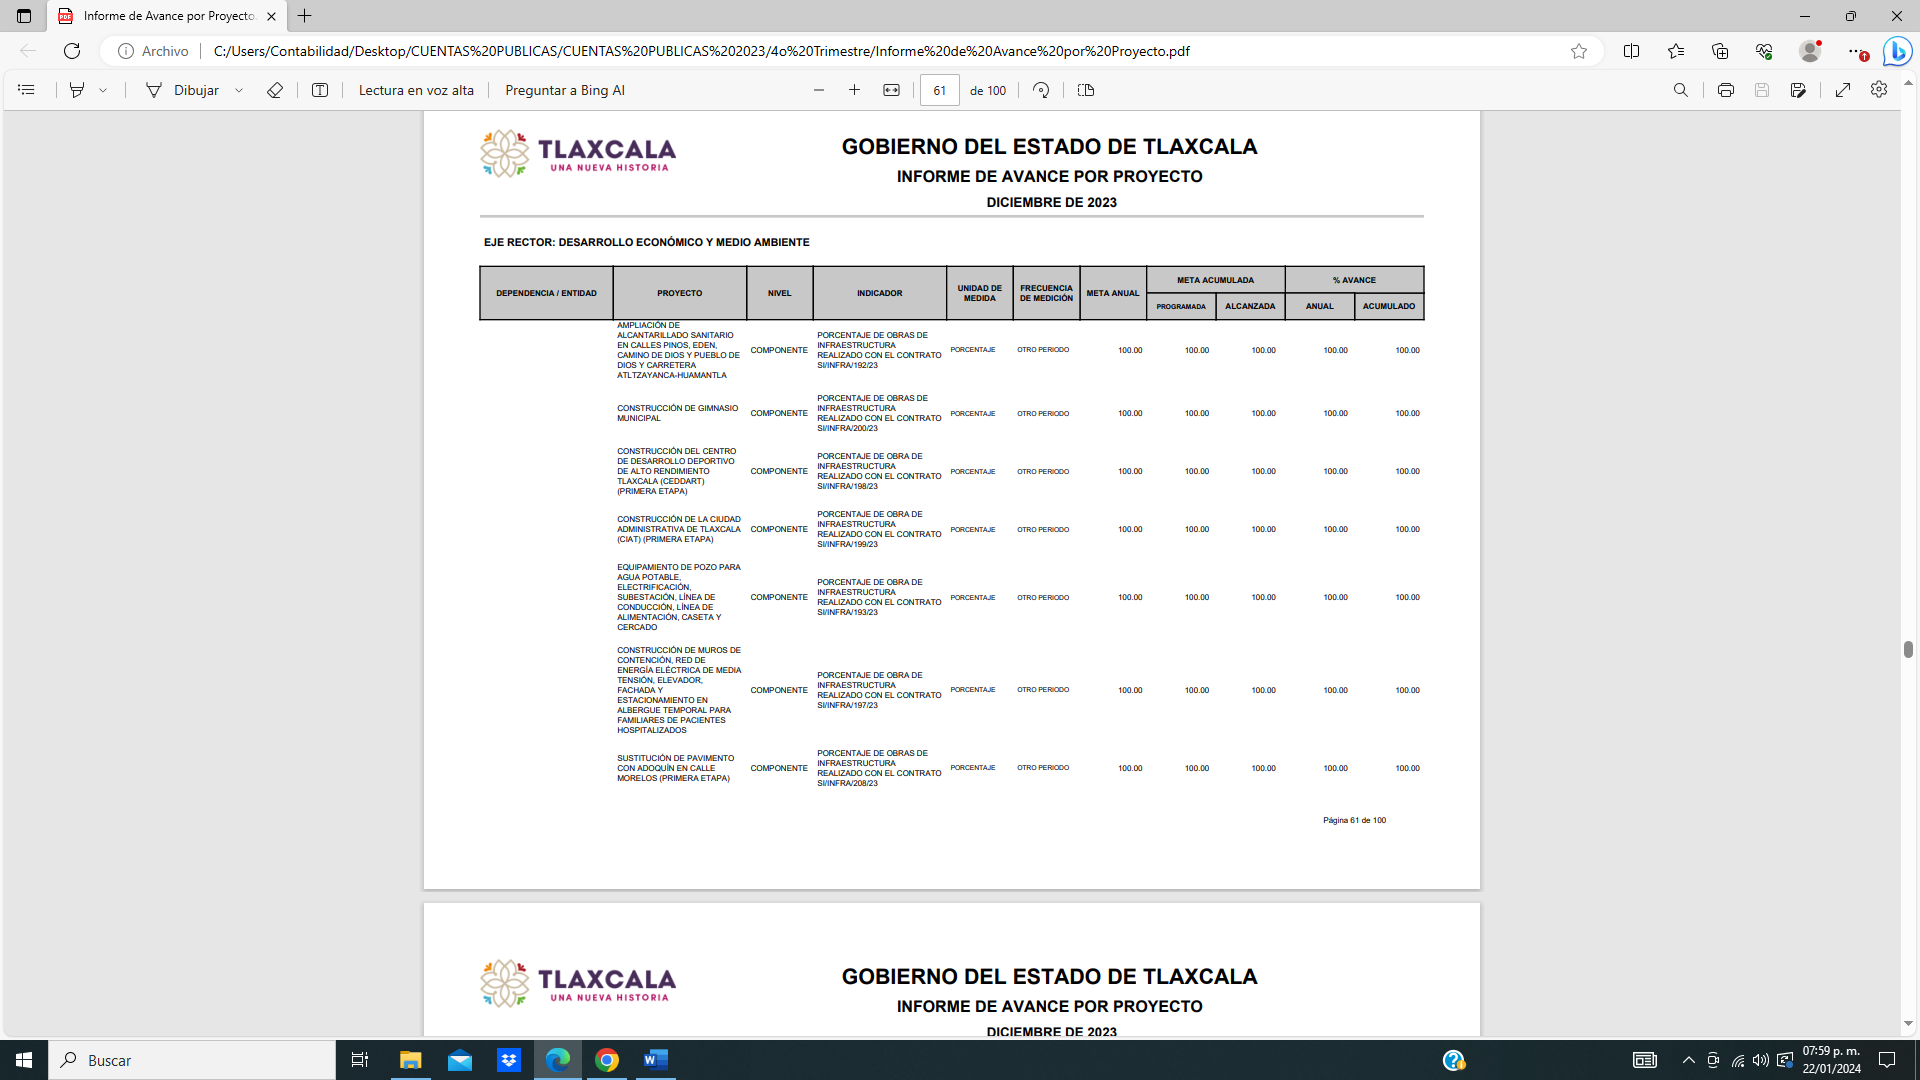 Informe de Avance por Proyecto.
Archivo
C:/Users/Contabilidad/Desktop/CUENTAS%20PUBLICAS/CUENTAS%20PUBLICAS%202023/4o%20Trimestre/Informe%20de%20Avance%20por%20Proyecto.pdf
Dibujar
Lectura en voz alta
Preguntar a Bing AI
61 de 100
TLAXCALA
UNA NUEVA HISTORIA
GOBIERNO DEL ESTADO DE TLAXCALA
INFORME DE AVANCE POR PROYECTO
DICIEMBRE DE 2023
EJE RECTOR: DESARROLLO ECONÓMICO Y MEDIO AMBIENTE
DEPENDENCIA / ENTIDAD
PROYECTO
NIVEL
INDICADOR
UNIDAD DE
MEDIDA
FRECUENCIA
DE MEDICIÓN
META ANUAL
META ACUMULADA
PROGRAMADA
ALCANZADA
% AVANCE
ANUAL
ACUMULADO
AMPLIACIÓN DE
ALCANTARILLADO SANITARIO
EN CALLES PINOS, EDEN,
CAMINO DE DIOS Y PUEBLO DE
DIOS Y CARRETERA
ATLTZAYANCA-HUAMANTLA
COMPONENTE
PORCENTAJE DE OBRAS DE
INFRAESTRUCTURA
REALIZADO CON EL CONTRATO
SI/INFRA/192/23
PORCENTAJE
OTRO PERIODO
100.00
100.00
100.00
100.00
100.00
CONSTRUCCIÓN DE GIMNASIO
MUNICIPAL
COMPONENTE
PORCENTAJE DE OBRAS DE
INFRAESTRUCTURA
REALIZADO CON EL CONTRATO
SI/INFRA/200/23
PORCENTAJE
OTRO PERIODO
100.00
100.00
100.00
100.00
100.00
CONSTRUCCIÓN DEL CENTRO
DE DESARROLLO DEPORTIVO
DE ALTO RENDIMIENTO
TLAXCALA (CEDDART)
(PRIMERA ETAPA)
COMPONENTE
PORCENTAJE DE OBRA DE
INFRAESTRUCTURA
REALIZADO CON EL CONTRATO
SI/INFRA/198/23
PORCENTAJE
OTRO PERIODO
100.00
100.00
100.00
100.00
100.00
CONSTRUCCIÓN DE LA CIUDAD
ADMINISTRATIVA DE TLAXCALA
(CIAT) (PRIMERA ETAPA)
COMPONENTE
PORCENTAJE DE OBRA DE
INFRAESTRUCTURA
REALIZADO CON EL CONTRATO
SI/INFRA/199/23
PORCENTAJE
OTRO PERIODO
100.00
100.00
100.00
100.00
100.00
EQUIPAMIENTO DE POZO PARA
AGUA POTABLE,
ELECTRIFICACIÓN,
SUBESTACIÓN, LÍNEA DE
CONDUCCIÓN, LÍNEA DE
ALIMENTACIÓN, CASETA Y
CERCADO
COMPONENTE
PORCENTAJE DE OBRA DE
INFRAESTRUCTURA
REALIZADO CON EL CONTRATO
SI/INFRA/193/23
PORCENTAJE
OTRO PERIODO
100.00
100.00
100.00
100.00
100.00
CONSTRUCCIÓN DE MUROS DE
CONTENCIÓN, RED DE
ENERGÍA ELÉCTRICA DE MEDIA
TENSIÓN, ELEVADOR,
FACHADA Y
ESTACIONAMIENTO EN
ALBERGUE TEMPORAL PARA
FAMILIARES DE PACIENTES
HOSPITALIZADOS
COMPONENTE
PORCENTAJE DE OBRA DE
INFRAESTRUCTURA
REALIZADO CON EL CONTRATO
SI/INFRA/197/23
PORCENTAJE
OTRO PERIODO
100.00
100.00
100.00
100.00
100.00
SUSTITUCIÓN DE PAVIMENTO
CON ADOQUÍN EN CALLE
MORELOS (PRIMERA ETAPA)
COMPONENTE
PORCENTAJE DE OBRAS DE
INFRAESTRUCTURA
REALIZADO CON EL CONTRATO
SI/INFRA/208/23
PORCENTAJE
OTRO PERIODO
100.00
100.00
100.00
100.00
100.00
Página 61 de 100
TLAXCALA
UNA NUEVA HISTORIA
GOBIERNO DEL ESTADO DE TLAXCALA
INFORME DE AVANCE POR PROYECTO
DICIEMBRE DE 2023
Buscar
07:59 p. m.
22/01/2024